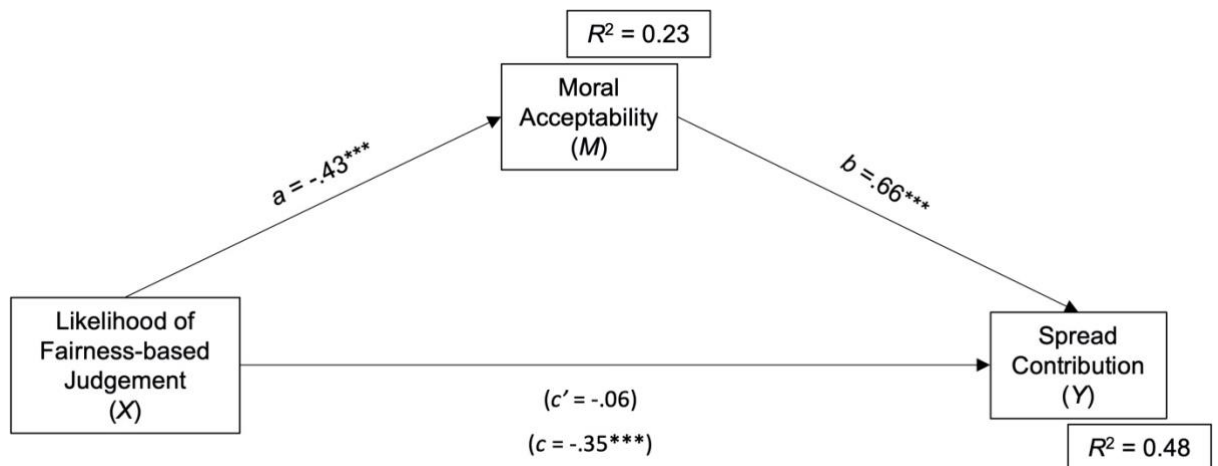 R² = 0.23
Moral
Acceptability
(M)
a = -.43***
b =.66***
Likelihood of
Fairness-based
Judgement
(X)
Spread
Contribution
(Y)
(c′ = -.06)
(c = -.35***)
R² = 0.48